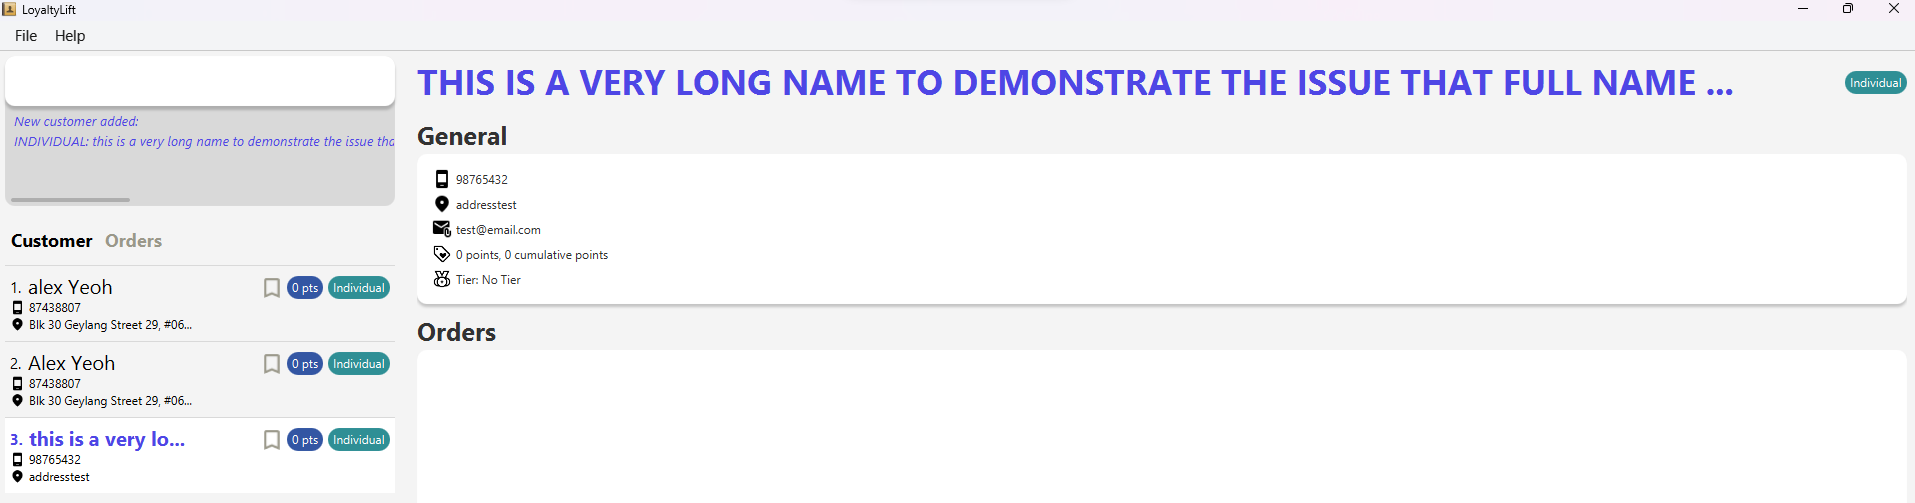 LoyaltyLift
File Help
New customer added:
INDIVIDUAL: this is a very long name to demonstrate the issue tha
Customer Orders
1. alex Yeoh 0 pts Individual
87438807
Blk 30 Geylang Street 29, #06...
2. Alex Yeoh 0 pts Individual
87438807
Blk 30 Geylang Street 29, #06...
3. this is a very lo... 0 pts Individual
98765432
addresstest
THIS IS A VERY LONG NAME TO DEMONSTRATE THE ISSUE THAT FULL NAME ... Individual
General
98765432
addresstest
test@email.com
0 points, 0 cumulative points
Tier: No Tier
Orders